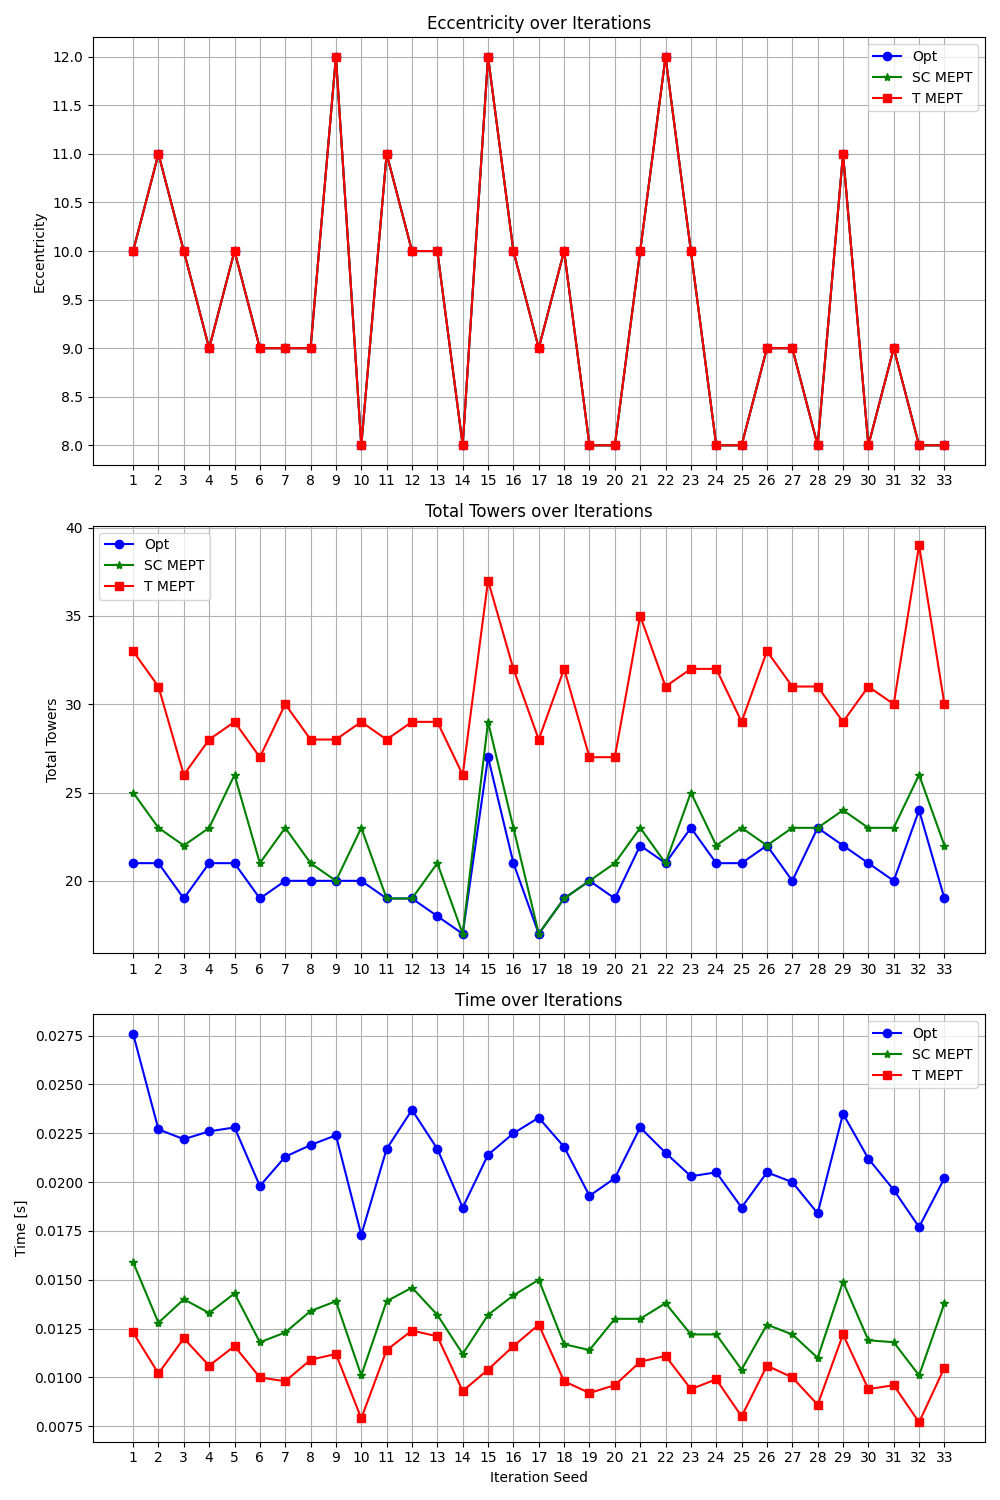 Eccentricity over Iterations
Opt
SC MEPT
T MEPT
12.0
11.5
11.0
10.5
10.0
9.5
9.0
8.5
8.0
Eccentricity
1 2 3 4 5 6 7 8 9 10 11 12 13 14 15 16 17 18 19 20 21 22 23 24 25 26 27 28 29 30 31 32 33
Total Towers over Iterations
Opt
SC MEPT
T MEPT
40
35
30
25
20
Total Towers
1 2 3 4 5 6 7 8 9 10 11 12 13 14 15 16 17 18 19 20 21 22 23 24 25 26 27 28 29 30 31 32 33
Time over Iterations
Opt
SC MEPT
T MEPT
0.0275
0.0250
0.0225
0.0200
0.0175
0.0150
0.0125
0.0100
0.0075
Time [s]
1 2 3 4 5 6 7 8 9 10 11 12 13 14 15 16 17 18 19 20 21 22 23 24 25 26 27 28 29 30 31 32 33
Iteration Seed